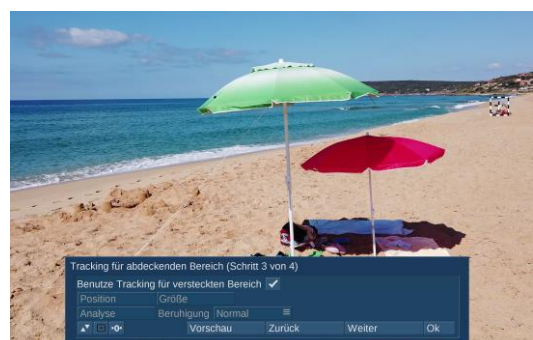 Tracking für abdeckenden Bereich (Schritt 3 von 4)
Benutze Tracking für versteckten Bereich
Position Größe
Analyse Beruhigung Normal
0
Vorschau Zurück Weiter Ok